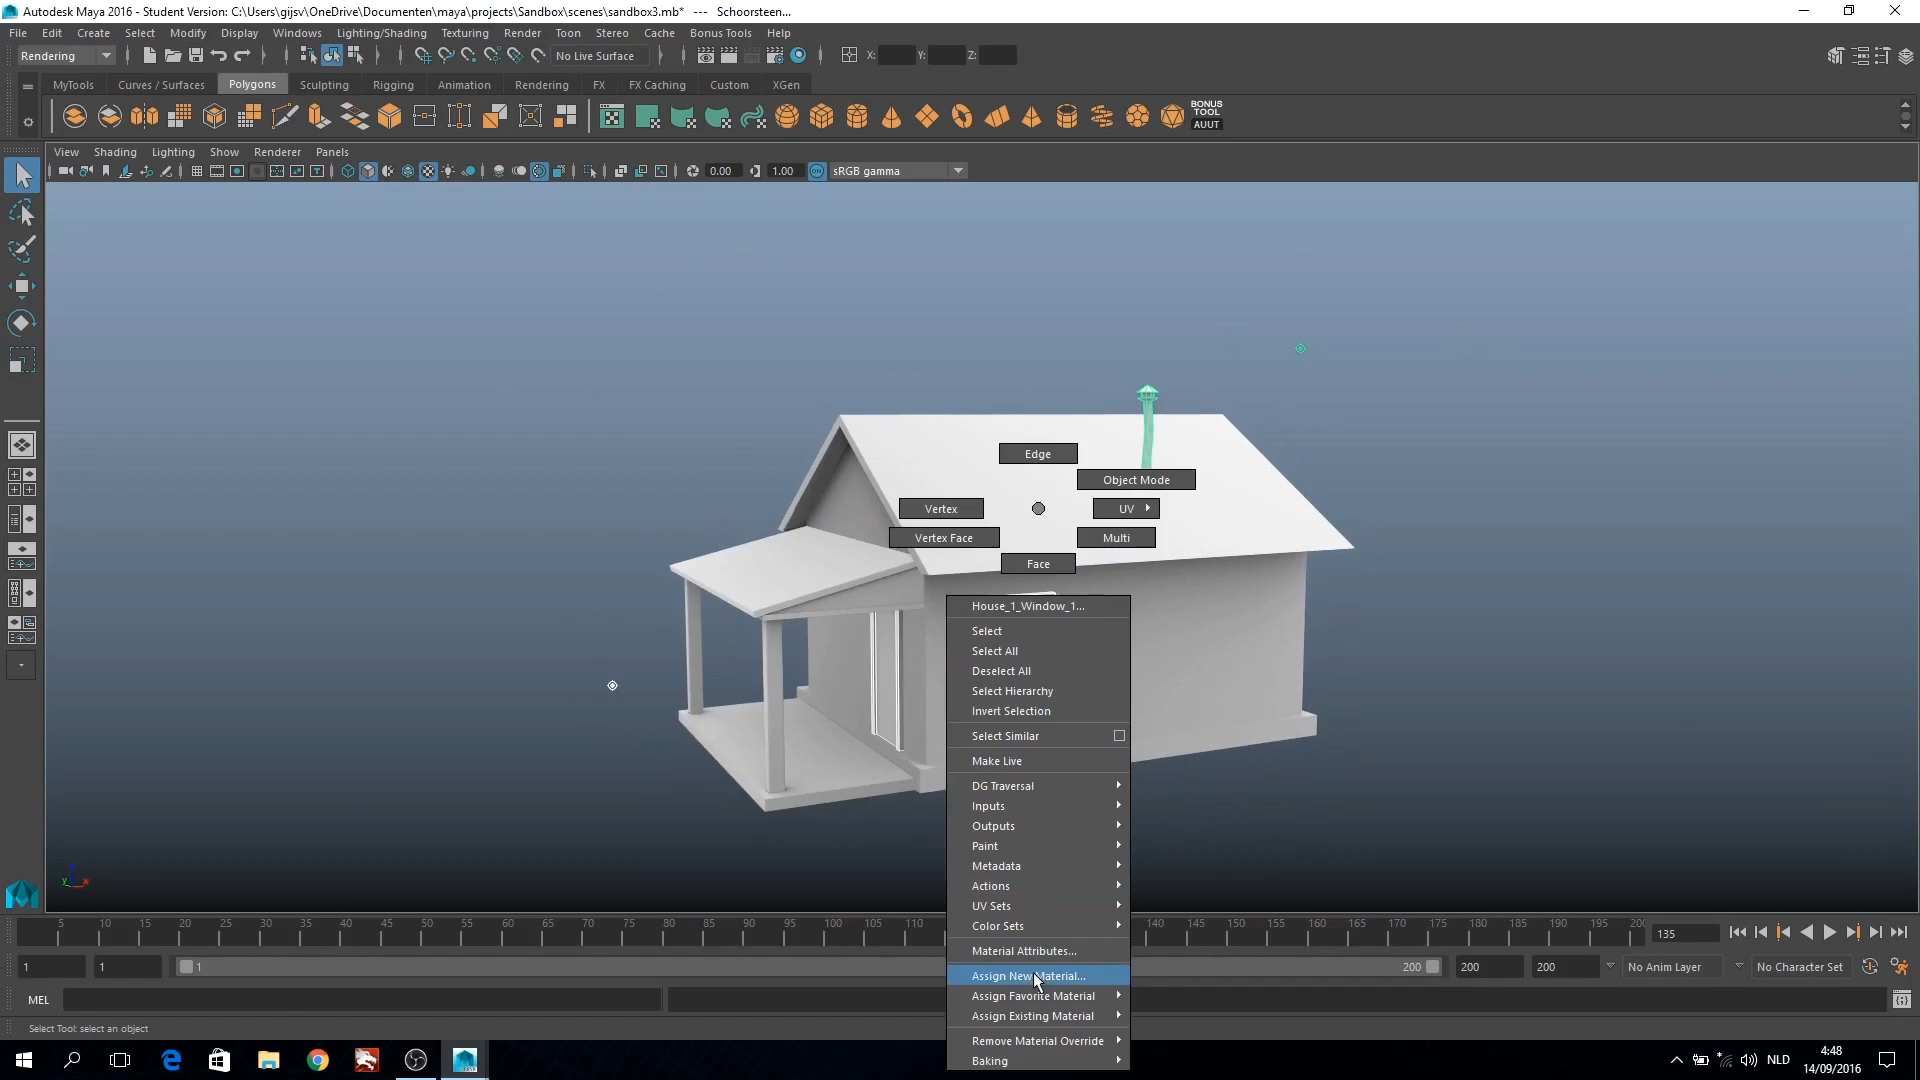 Autodesk Maya 2016 - Student Version: C:\Users\gijsv\OneDrive\Documenten\maya\projects\Sandbox\scenes\sandbox3.mb*   ---   Schoorsteen...
File Edit Create Select Modify Display Windows Lighting/Shading Texturing Render Toon Stereo Cache Bonus Tools Help
Rendering No Live Surface X: Y: Z:
MyTools Curves / Surfaces Polygons Sculpting Rigging Animation Rendering FX FX Caching Custom XGen
BONUS TOOL
AUUT
View Shading Lighting Show Renderer Panels
0.00 1.00 ON sRGB gamma
Edge
Object Mode
Vertex UV
Vertex Face Multi
Face
House_1_Window_1...
Select
Select All
Deselect All
Select Hierarchy
Invert Selection
Select Similar
Make Live
DG Traversal
Inputs
Outputs
Paint
Metadata
Actions
UV Sets
Color Sets
Material Attributes...
Assign New Material...
Assign Favorite Material
Assign Existing Material
Remove Material Override
Baking
y x
5 10 15 20 25 30 35 40 45 50 55 60 65 70 75 80 85 90 95 100 105 110 140 145 150 155 160 165 170 175 180 185 190 195 200 135
1 1 1 200 200 200 No Anim Layer No Character Set
MEL
Select Tool: select an object
NLD
4:48
14/09/2016